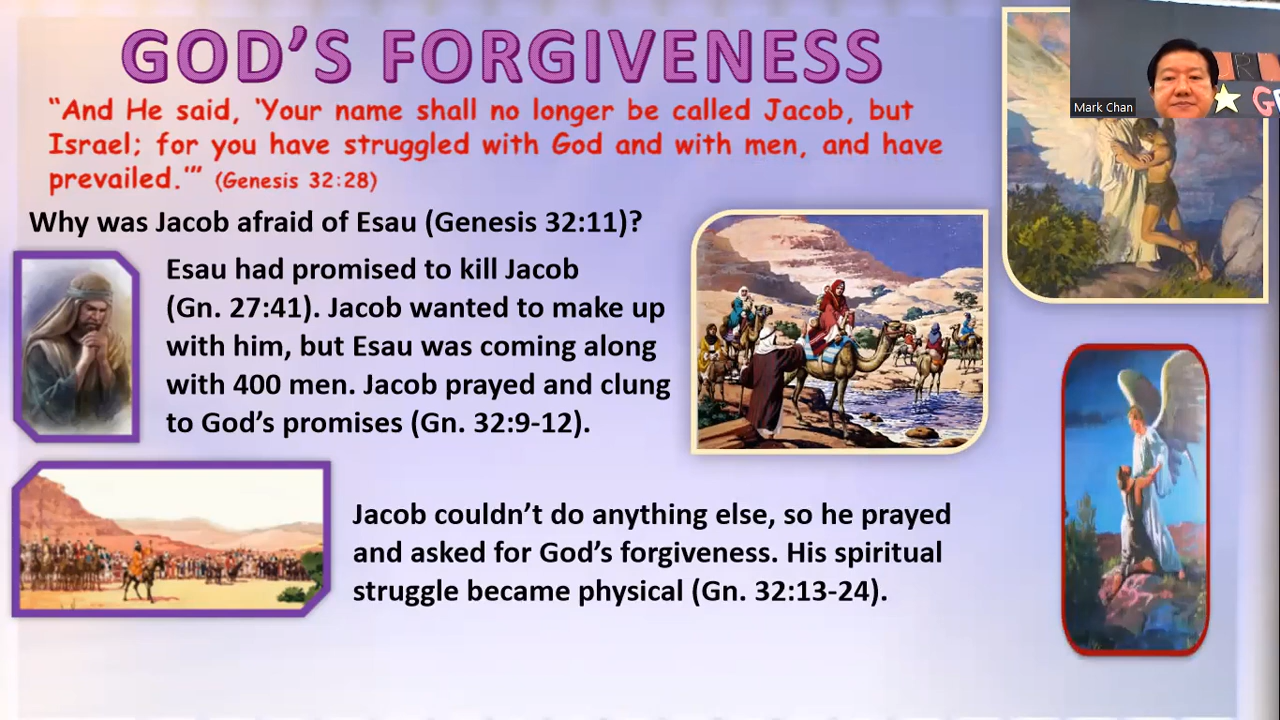 GOD’S FORGIVENESS
“And He said, ‘Your name shall no longer be called Jacob, but
Israel; for you have struggled with God and with men, and have
prevailed.’” (Genesis 32:28)
Why was Jacob afraid of Esau (Genesis 32:11)?
Esau had promised to kill Jacob
(Gn. 27:41). Jacob wanted to make up
with him, but Esau was coming along
with 400 men. Jacob prayed and clung
to God’s promises (Gn. 32:9-12).
Jacob couldn’t do anything else, so he prayed
and asked for God’s forgiveness. His spiritual
struggle became physical (Gn. 32:13-24).
Mark Chan